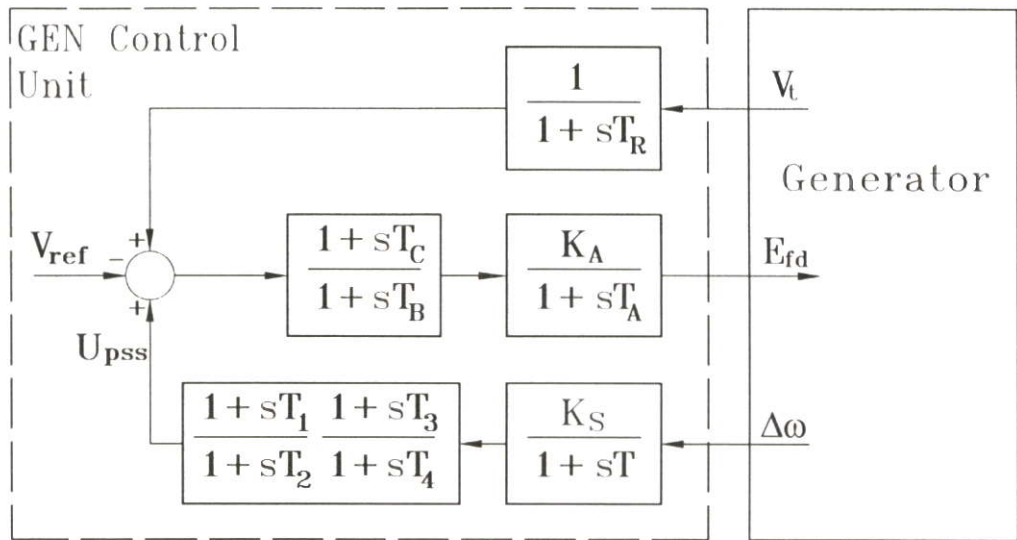 GEN Control
Unit
1
1 + sT_R
V_t
Generator
V_ref
+
-
+
1 + sT_C
1 + sT_B
K_A
1 + sT_A
E_fd
U_pss
1 + sT_1 1 + sT_3
1 + sT_2 1 + sT_4
K_S
1 + sT
Δω